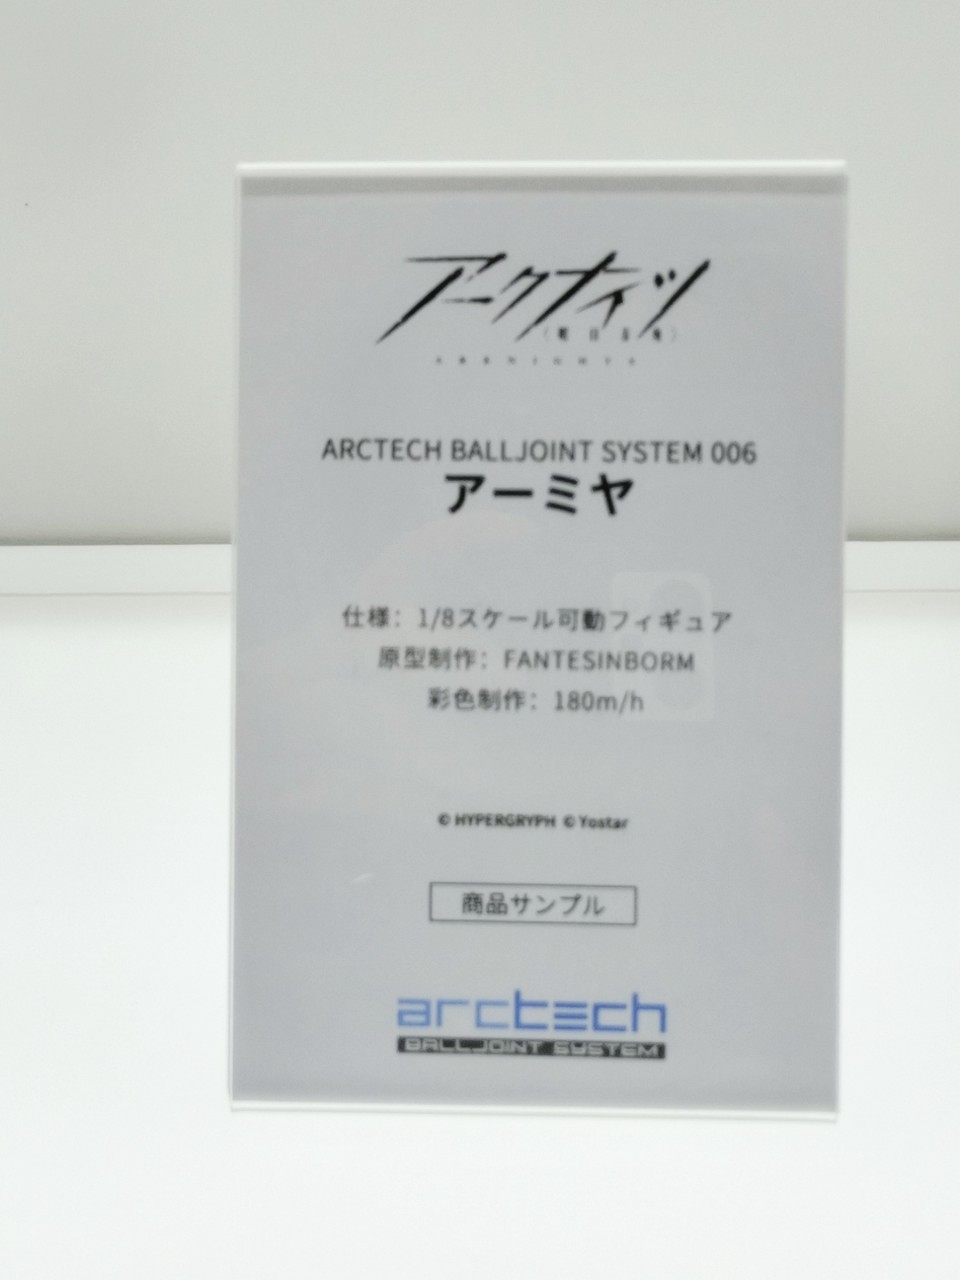 アークナイツ
ARKNIGHTS
ARCTECH BALLJOINT SYSTEM 006
アーミヤ
仕様：1/8スケール可動フィギュア
原型制作：FANTESINBORM
彩色制作：180m/h
© HYPERGRYPH © Yostar
商品サンプル
arctech
BALLJOINT SYSTEM